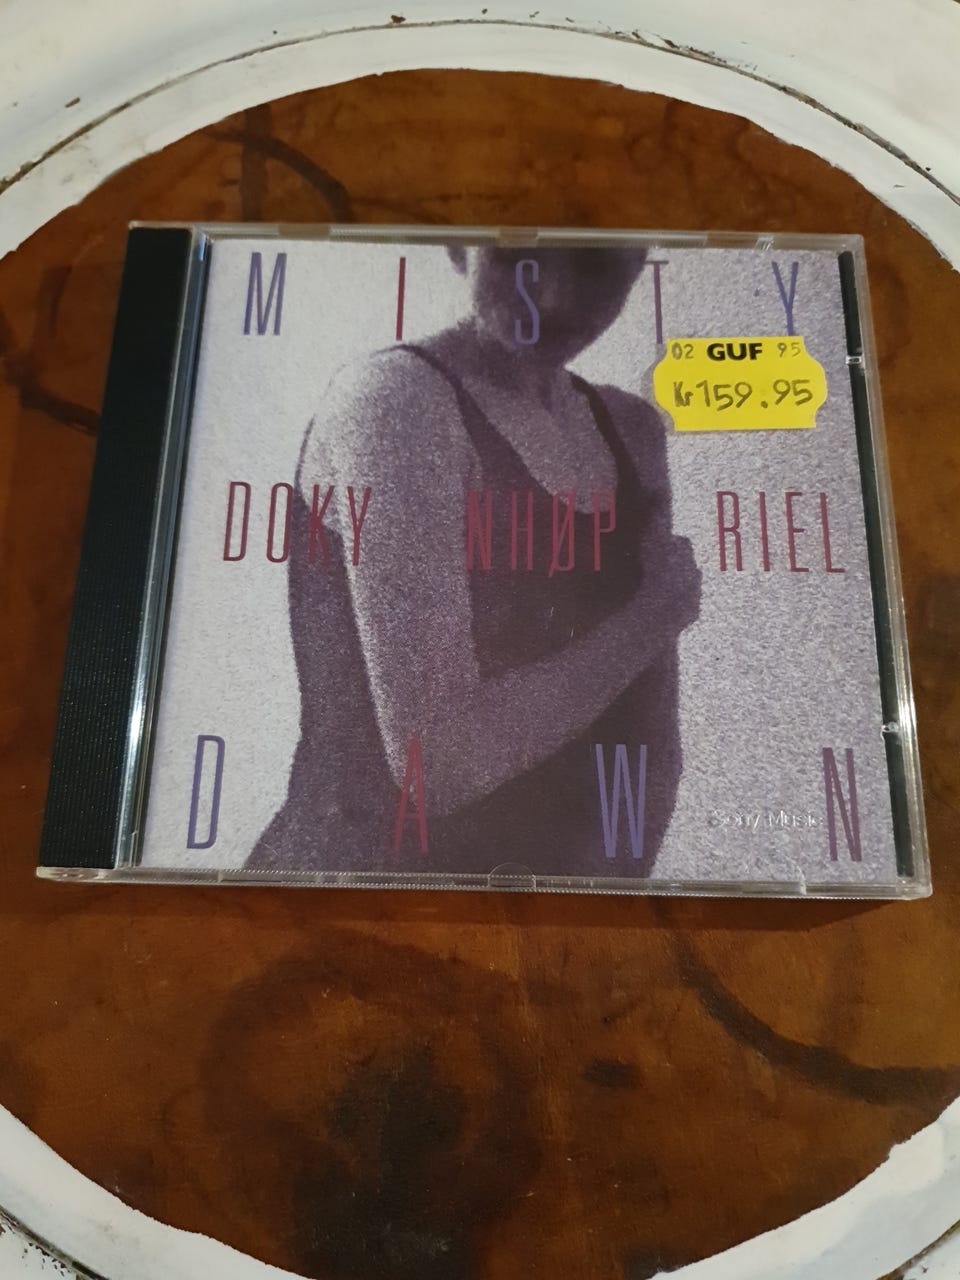 MISTY
02 GUF 95
Kr 159.95
DOKY NHØP RIEL
DAWN
Sony Music